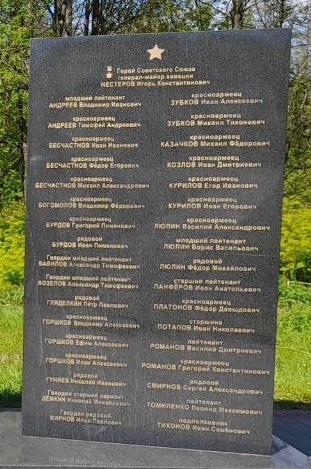 Герой Советского Союза
генерал-майор авиации
НЕСТЕРОВ Игорь Константинович
младший лейтенант
АНДРЕЕВ Владимир Иванович
красноармеец
АНДРЕЕВ Тимофей Андреевич
красноармеец
БЕСЧАСТНОВ Иван
красноармеец
БЕСЧАСТНОВ Фёдор Егорович
красноармеец
БЕСЧАСТНОВ Михаил Александрович
красноармеец
БОГОМОЛОВ Владимир Фёдорович
красноармеец
БУРДОВ Григорий Пименович
рядовой
БУРДОВ Иван Пименович
Гвардии младший лейтенант
ВАВИЛОВ Александр Тимофеевич
Гвардии младший лейтенант
ВОЗЕЛОВ Александр Тимофеевич
рядовой
ГЛЯДЕЛКИН Пётр Павлович
красноармеец
ГОРШКОВ Владимир Алексеевич
красноармеец
ГОРШКОВ Ефим Алексеевич
красноармеец
ГОРШКОВ Иван Алексеевич
рядовой
ГУНЯЕВ Николай Иванович
Гвардии старший сержант
ДЕМКИН Николай Михайлович
Гвардии рядовой
ЖИРНОВ Илья Павлович
красноармеец
ЗУБКОВ Иван Алексеевич
красноармеец
ЗУБКОВ Михаил Тихонович
красноармеец
КАЗАЧКОВ Михаил Фёдорович
красноармеец
КОЗЛОВ Иван Дмитриевич
красноармеец
КУРИЛОВ Егор Иванович
красноармеец
КУРИЛОВ Иван Егорович
красноармеец
ЛЮЛИН Василий Александрович
младший лейтенант
ЛЮЛИН Борис Васильевич
рядовой
ЛЮЛИН Фёдор Михайлович
старший лейтенант
ПАНФЁРОВ Иван Анатольевич
красноармеец
ПЛАТОНОВ Фёдор Давыдович
старшина
ПОТАПОВ Иван Николаевич
лейтенант
РОМАНОВ Василий Дмитриевич
красноармеец
РОМАНОВ Григорий Константинович
рядовой
СМИРНОВ Сергей Александрович
лейтенант
ТОМИЛЕНКО Леонид Максимович
подполковник
ТИХОНОВ Иван Семёнович